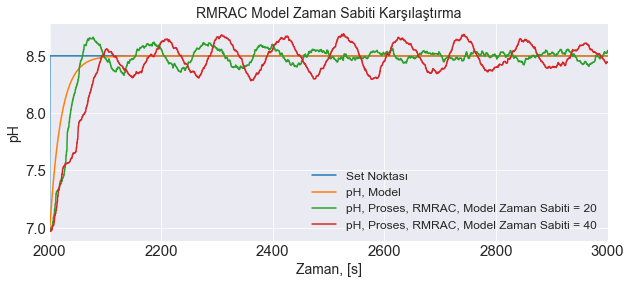 RMRAC Model Zaman Sabiti Karşılaştırma
8.5
8.0
7.5
7.0
pH
Set Noktası
pH, Model
pH, Proses, RMRAC, Model Zaman Sabiti = 20
pH, Proses, RMRAC, Model Zaman Sabiti = 40
2000 2200 2400 2600 2800 3000
Zaman, [s]